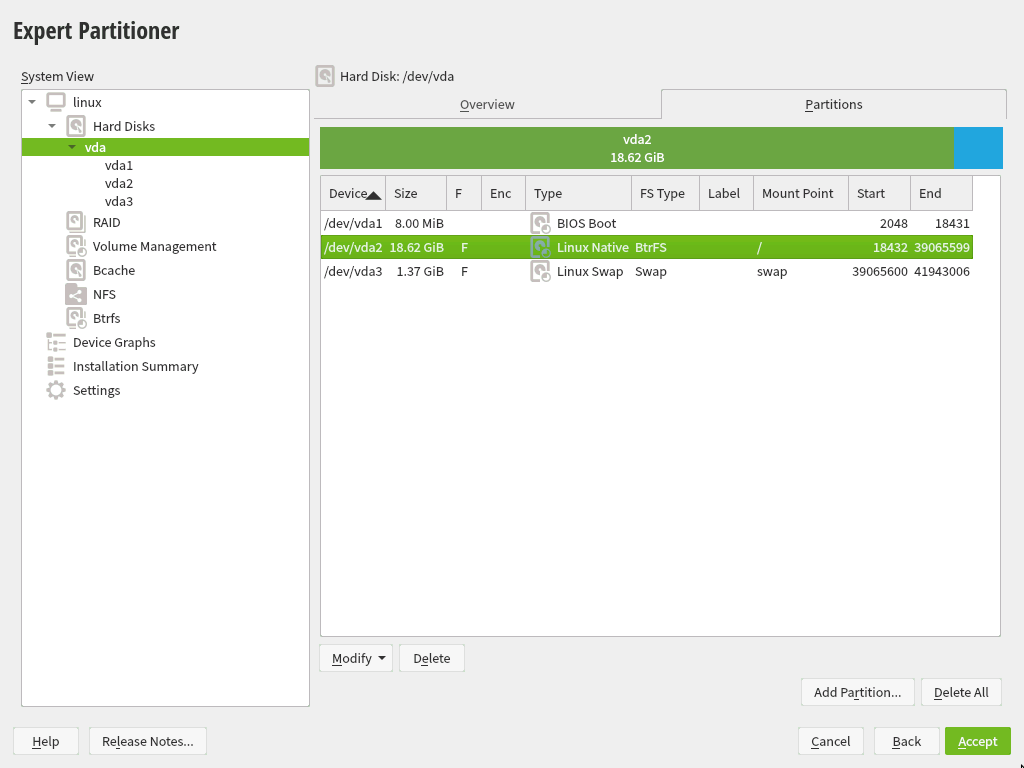 Expert Partitioner
System View
linux
Hard Disks
vda
vda1
vda2
vda3
RAID
Volume Management
Bcache
NFS
Btrfs
Device Graphs
Installation Summary
Settings
Hard Disk: /dev/vda
Overview Partitions
vda2
18.62 GiB
Device Size F Enc Type FS Type Label Mount Point Start End
/dev/vda1 8.00 MiB BIOS Boot 2048 18431
/dev/vda2 18.62 GiB F Linux Native BtrFS / 18432 39065599
/dev/vda3 1.37 GiB F Linux Swap Swap swap 39065600 41943006
Modify Delete
Add Partition... Delete All
Help Release Notes... Cancel Back Accept